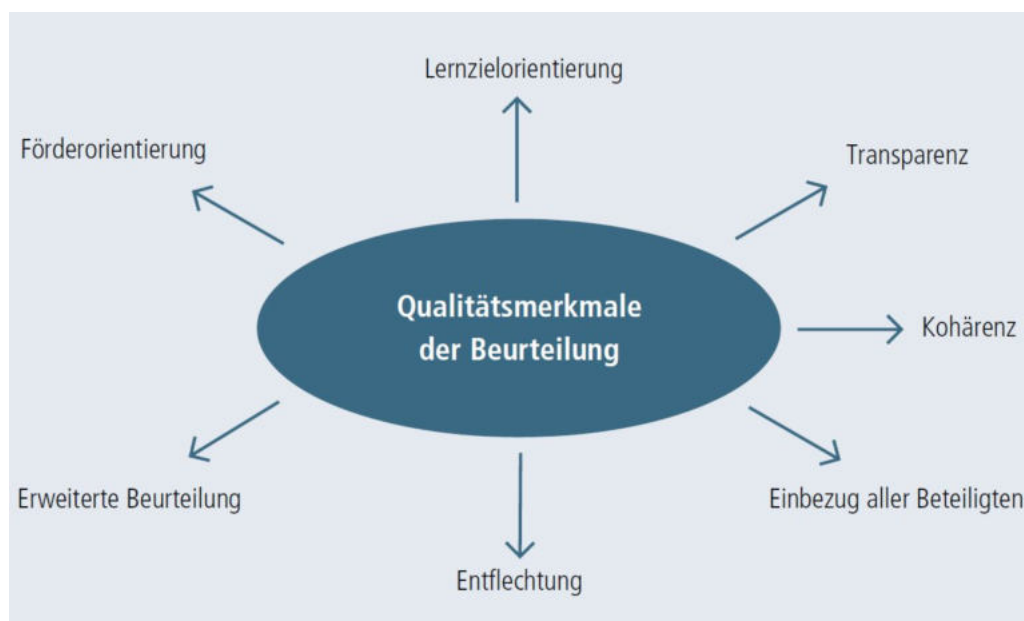 Lernzielorientierung
Förderorientierung
Transparenz
Qualitätsmerkmale
der Beurteilung
Kohärenz
Erweiterte Beurteilung
Einbezug aller Beteiligten
Entflechtung